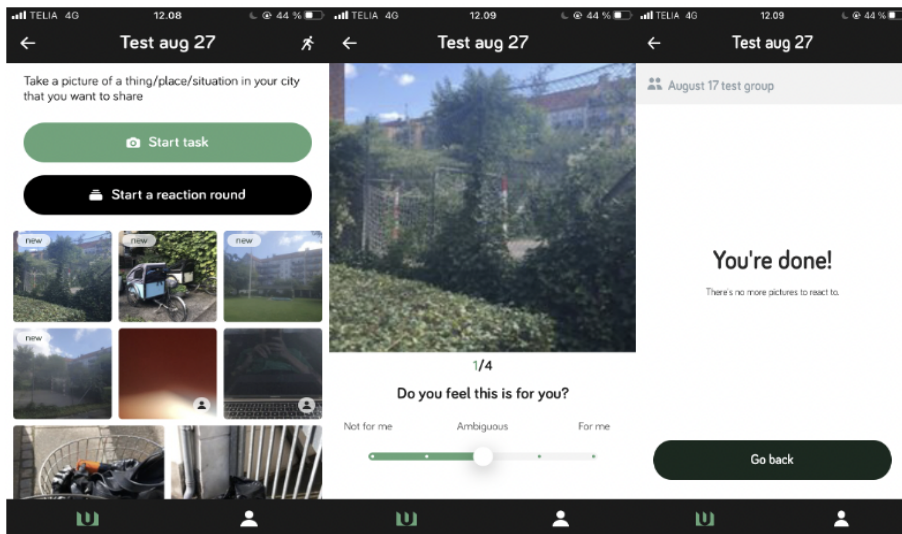 TELIA 4G 12.08 44 %
Test aug 27
Take a picture of a thing/place/situation in your city
that you want to share
Start task
Start a reaction round
new
new
new
new
TELIA 4G 12.09 44 %
Test aug 27
1/4
Do you feel this is for you?
Not for me Ambiguous For me
TELIA 4G 12.09 44 %
Test aug 27
August 17 test group
You're done!
There's no more pictures to react to.
Go back